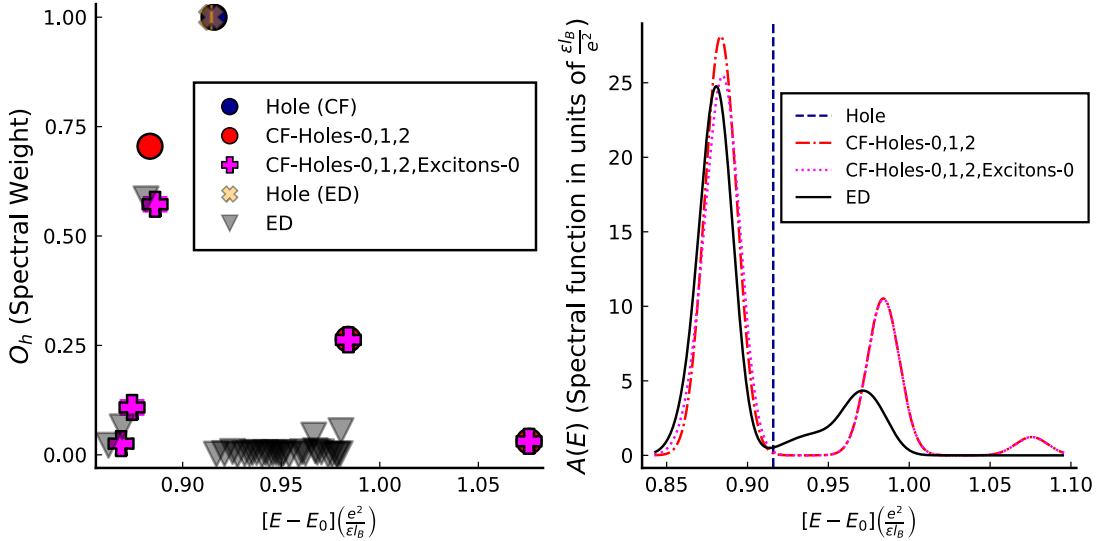 1.00
0.75
0.50
0.25
0.00
O_h (Spectral Weight)
Hole (CF)
CF-Holes-0,1,2
CF-Holes-0,1,2,Excitons-0
Hole (ED)
ED
0.90 0.95 1.00 1.05
[E − E₀](e²/εl_B)
A(E) (Spectral function in units of εl_B/e²)
25
20
15
10
5
0
Hole
CF-Holes-0,1,2
CF-Holes-0,1,2,Excitons-0
ED
0.85 0.90 0.95 1.00 1.05 1.10
[E − E₀](e²/εl_B)